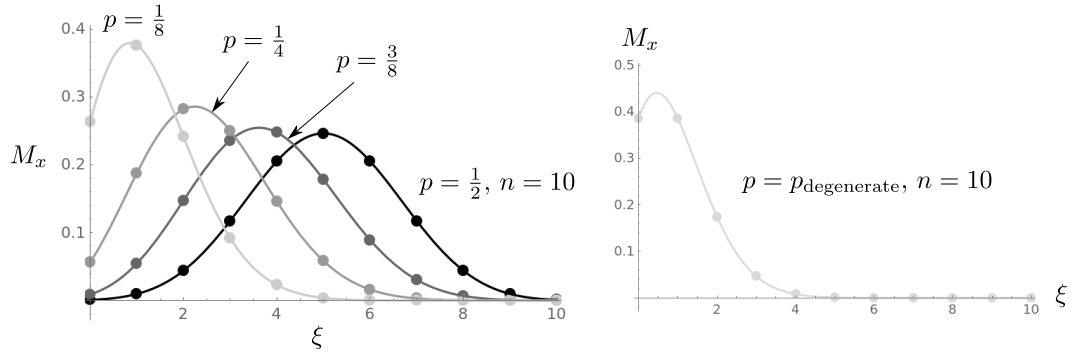 p = 1/8
p = 1/4
p = 3/8
p = 1/2, n = 10
M_x
0.4
0.3
0.2
0.1
2
4
6
8
10
ξ
M_x
0.5
0.4
0.3
0.2
0.1
p = p_degenerate, n = 10
2
4
6
8
10
ξ